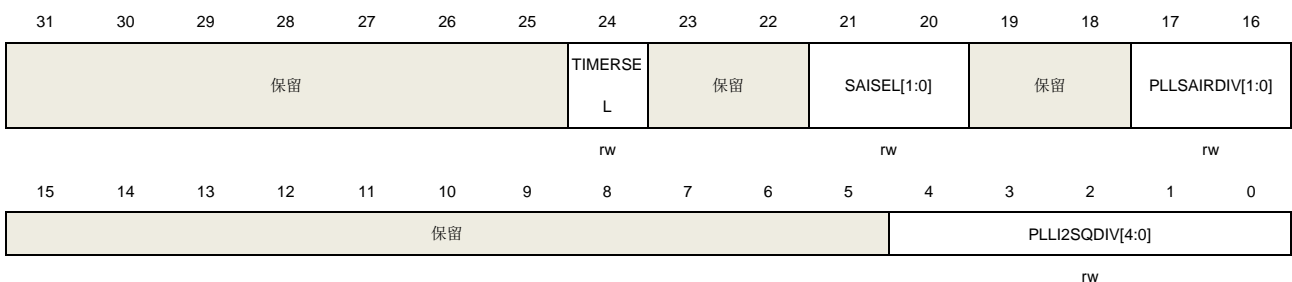 31 30 29 28 27 26 25 24 23 22 21 20 19 18 17 16
保留 TIMERSE L 保留 SAISEL[1:0] 保留 PLLSAIRDIV[1:0]
rw rw rw
15 14 13 12 11 10 9 8 7 6 5 4 3 2 1 0
保留 PLLI2SQDIV[4:0]
rw